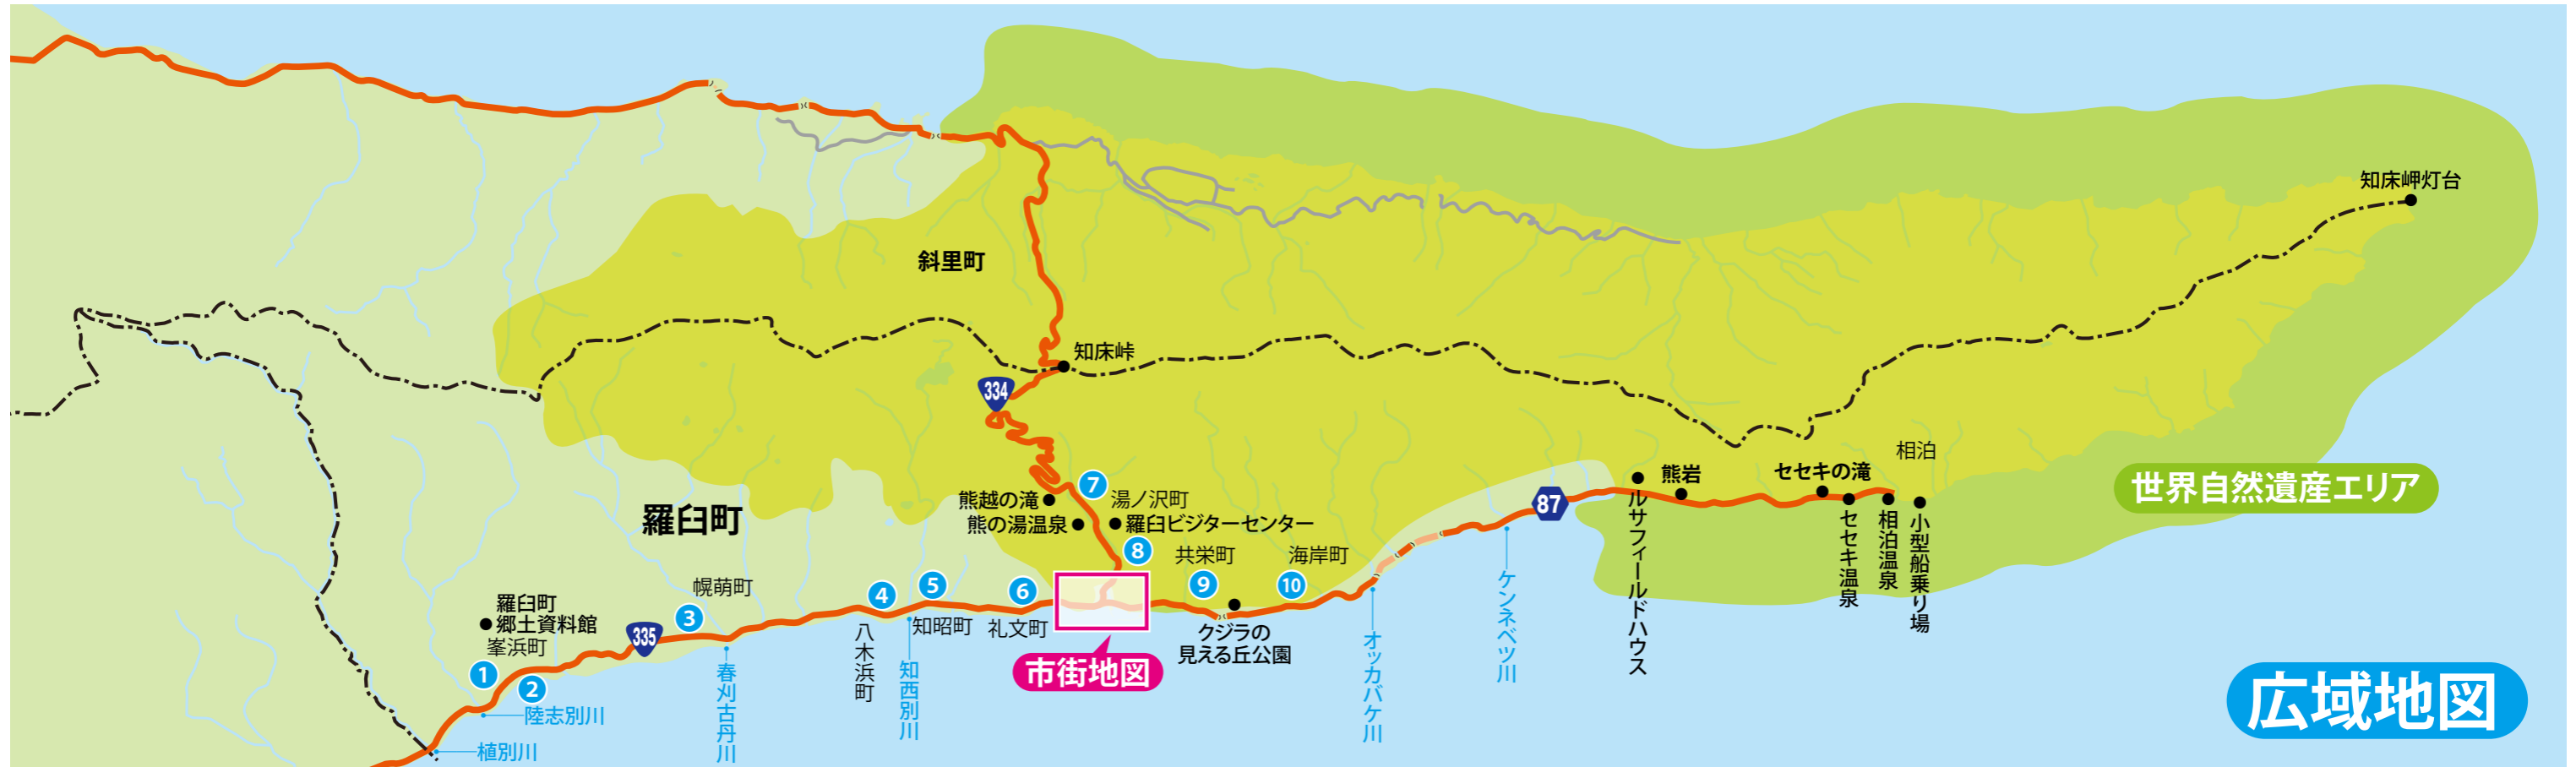 知床岬灯台
斜里町
知床峠
334
相泊
世界自然遺産エリア
熊岩
セセキの滝
87
ルサフィールドハウス
セセキ温泉
相泊温泉
小型船乗り場
7
湯ノ沢町
熊越の滝
熊の湯温泉
羅臼ビジターセンター
羅臼町
8
共栄町
海岸町
9
10
幌萌町
羅臼町
郷土資料館
峯浜町
335
3
4
5
6
八木浜町
知昭町
礼文町
クジラの
見える丘公園
市街地図
1
2
陸志別川
植別川
春刈古丹川
知西別川
オッカバケ川
ケンネベツ川
広域地図